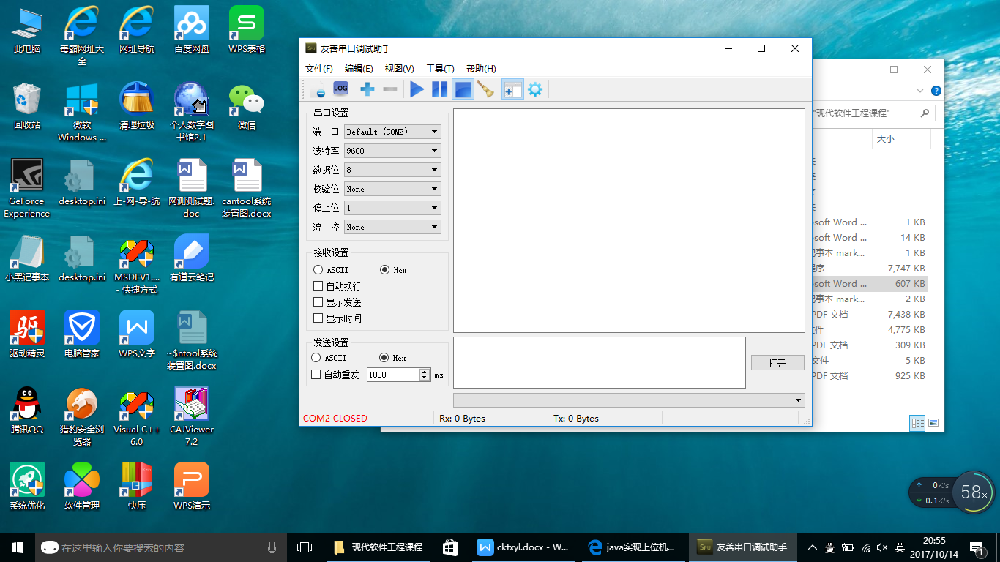 此电脑
毒霸网址大
全
网址导航
百度网盘
WPS表格
回收站
微软
Windows ...
清理垃圾
个人数字图
书馆2.1
微信
GeForce
Experience
desktop.ini
上-网-导-航
网测测试题.
doc
cantool系统
装置图.docx
小黑记事本
desktop.ini
MSDEV1....
- 快捷方式
有道云笔记
驱动精灵
电脑管家
WPS文字
~$ntool系统
装置图.docx
腾讯QQ
猎豹安全浏
览器
Visual C++
6.0
CAJViewer
7.2
系统优化
软件管理
快压
WPS演示
友善串口调试助手
文件(F) 编辑(E) 视图(V) 工具(T) 帮助(H)
LOG
串口设置
端 口 Default (COM2)
波特率 9600
数据位 8
校验位 None
停止位 1
流 控 None
接收设置
ASCII Hex
自动换行
显示发送
显示时间
发送设置
ASCII Hex
自动重发 1000 ms
打开
COM2 CLOSED Rx: 0 Bytes Tx: 0 Bytes
"现代软件工程课程"
大小
osoft Word ... 1 KB
osoft Word ... 14 KB
记事本 mark... 1 KB
程序 7,747 KB
osoft Word ... 607 KB
记事本 mark... 2 KB
PDF 文档 7,438 KB
文件 4,775 KB
PDF 文档 309 KB
文件 5 KB
PDF 文档 925 KB
0K/s
0.1K/s
58%
在这里输入你要搜索的内容
现代软件工程课程
cktxyl.docx - W...
java实现上位机...
友善串口调试助手
英
20:55
2017/10/14
1